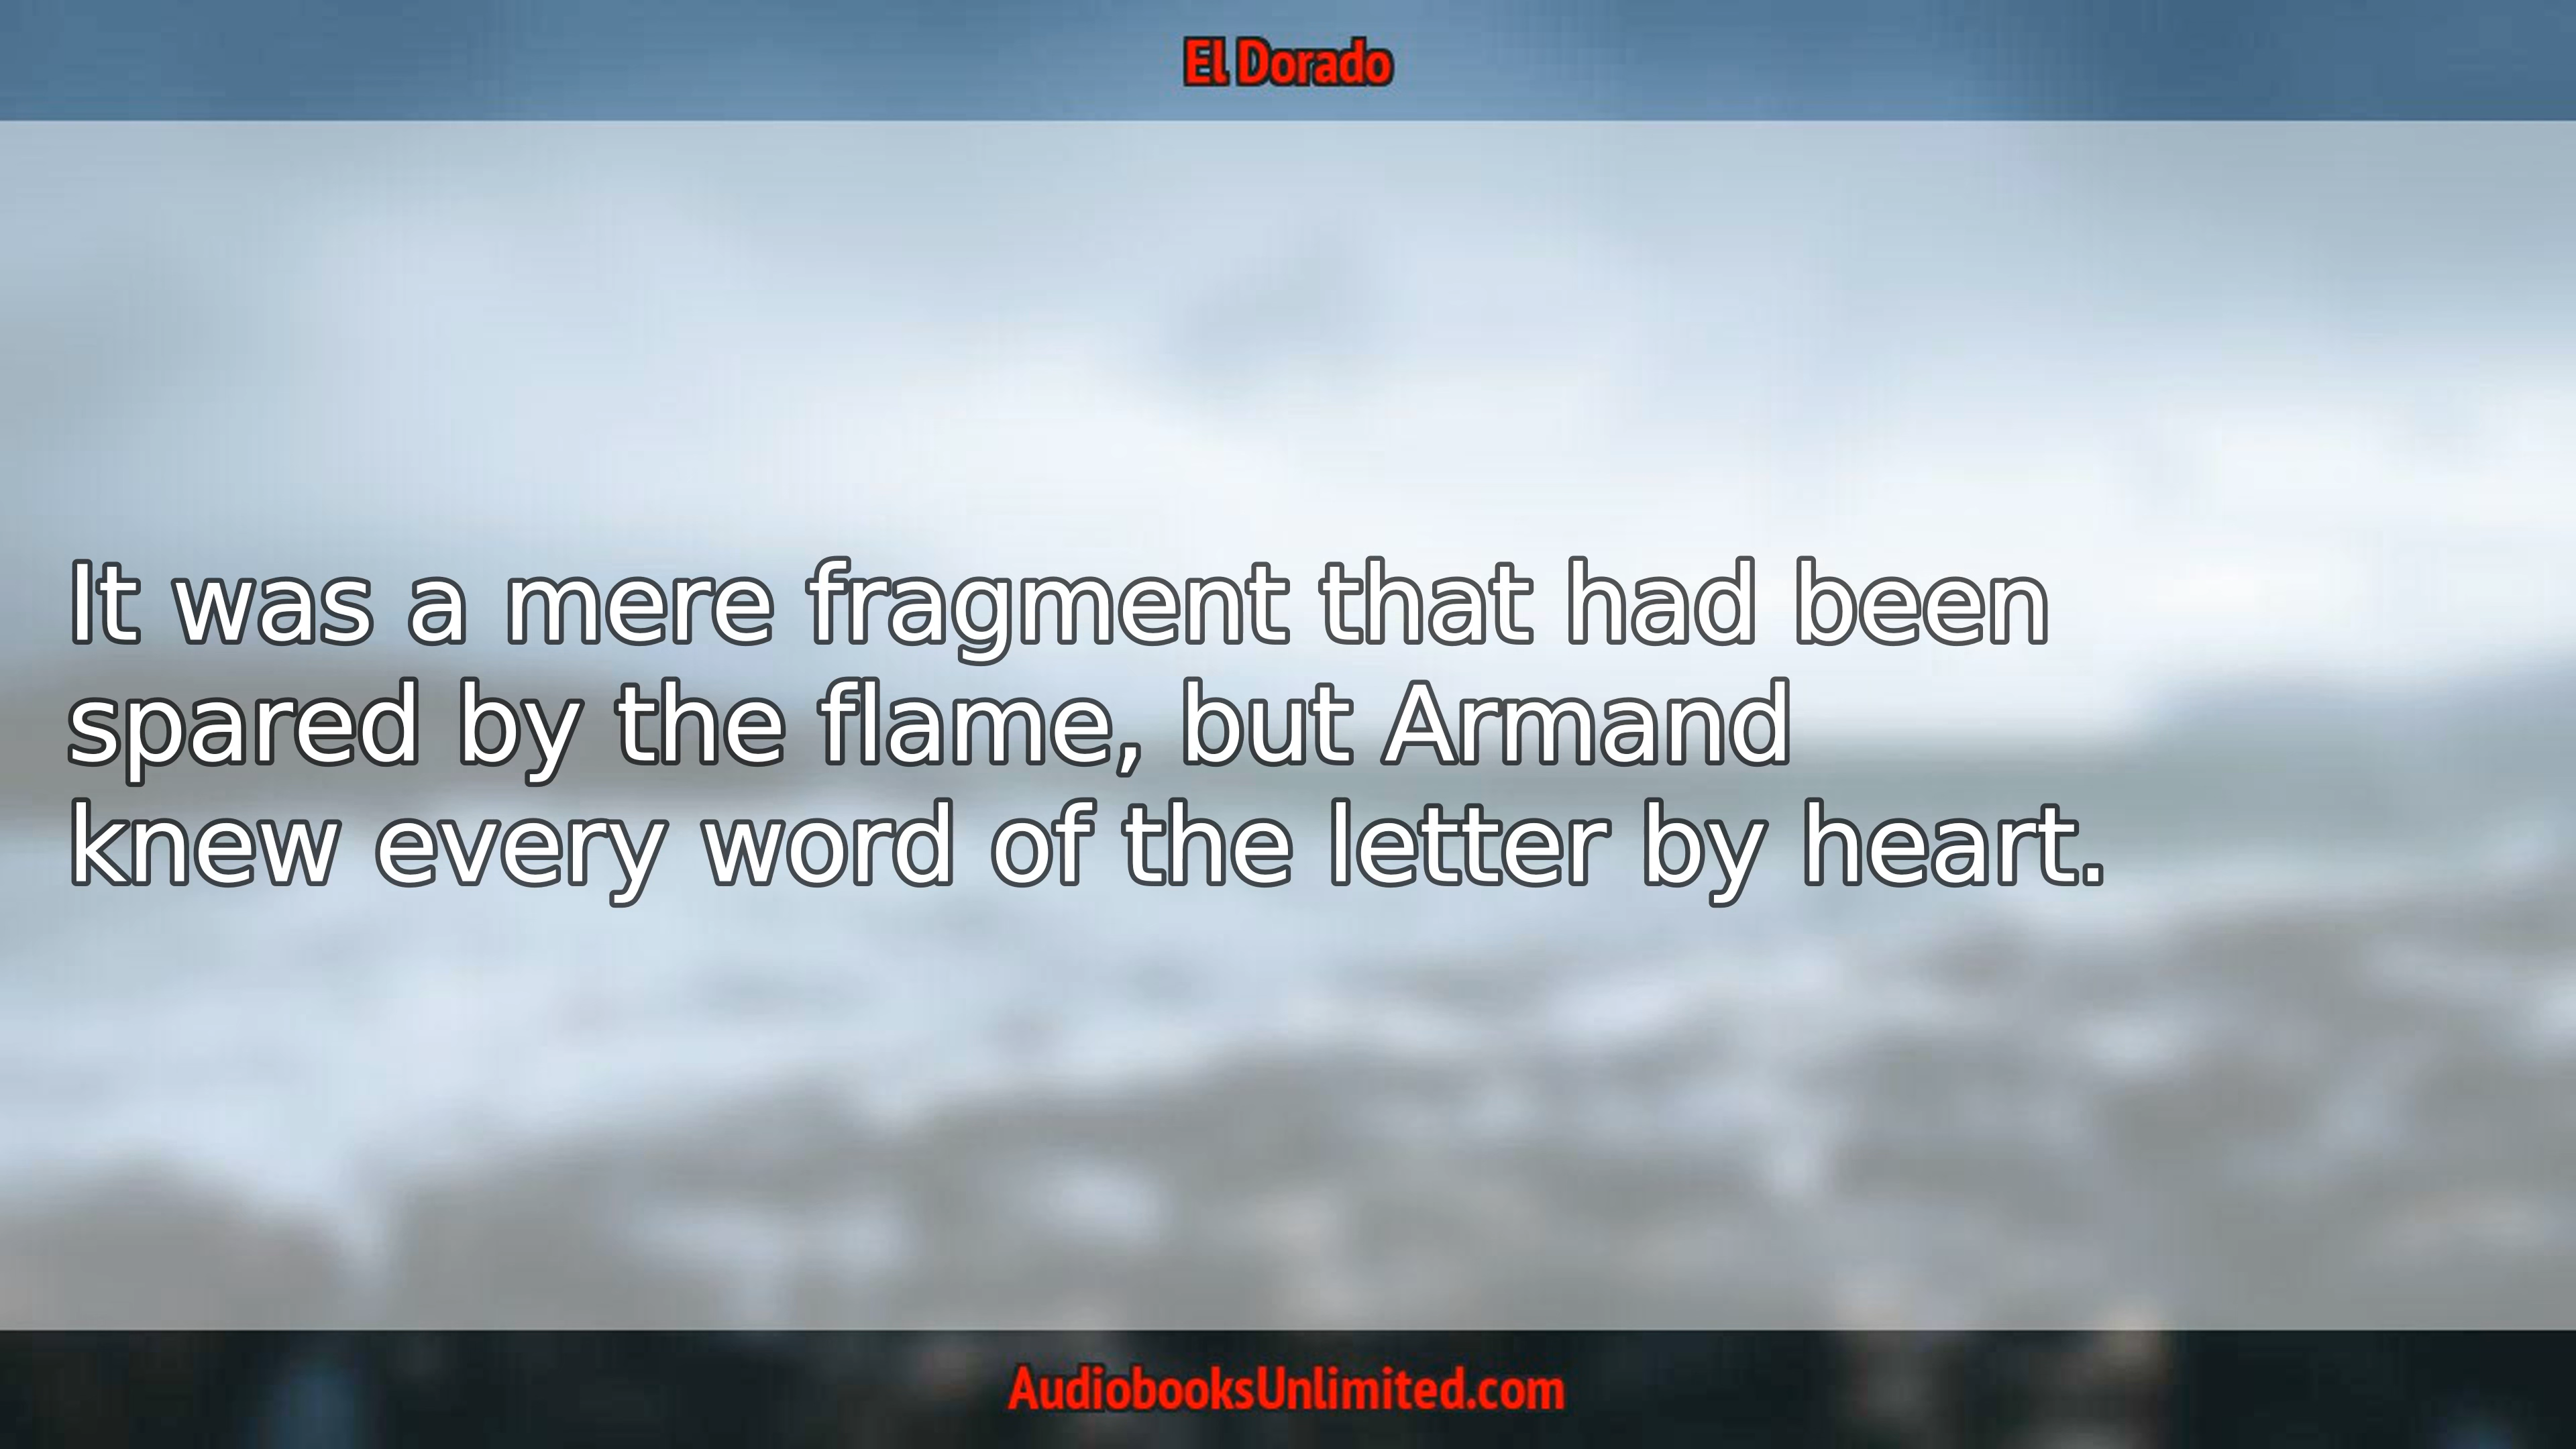 El Dorado
It was a mere fragment that had been
spared by the flame, but Armand
knew every word of the letter by heart.
AudiobooksUnlimited.com